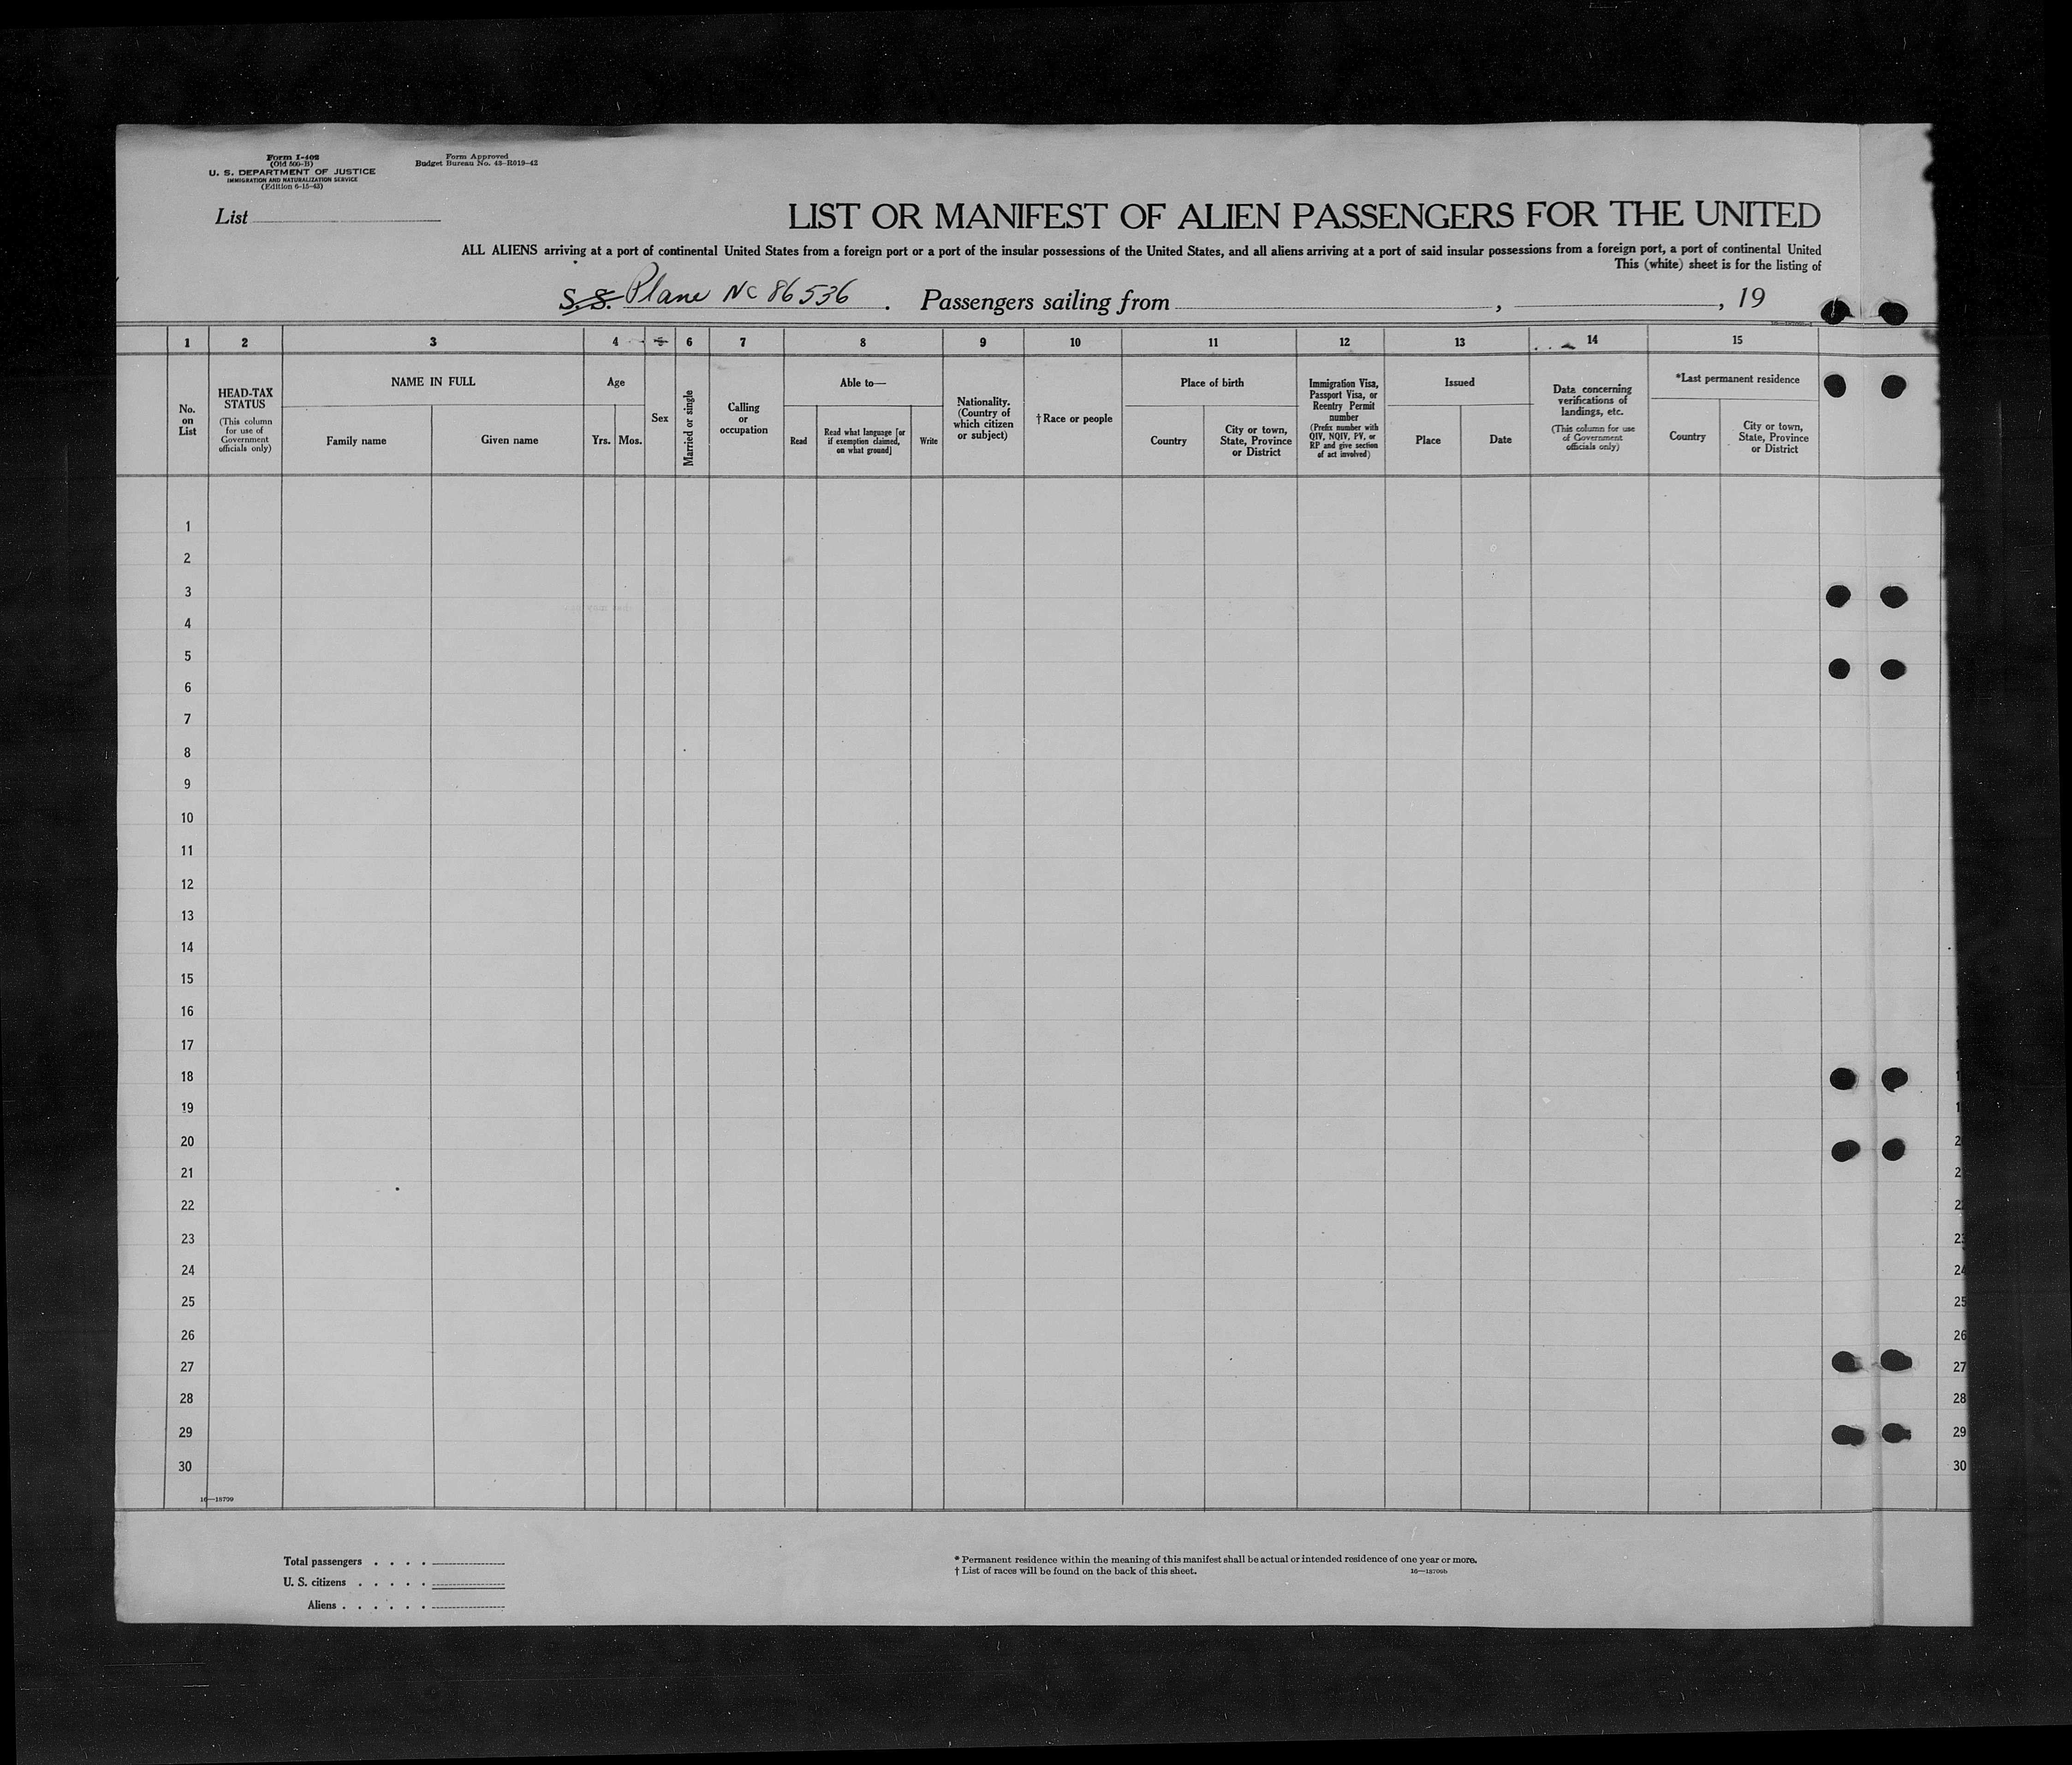 Form I-402
(Old 500-B)
U. S. DEPARTMENT OF JUSTICE
IMMIGRATION AND NATURALIZATION SERVICE
(Edition 6-15-43)
Form Approved
Budget Bureau No. 43-R019-42
List
LIST OR MANIFEST OF ALIEN PASSENGERS FOR THE UNITED
ALL ALIENS arriving at a port of continental United States from a foreign port or a port of the insular possessions of the United States, and all aliens arriving at a port of said insular possessions from a foreign port, a port of continental United
This (white) sheet is for the listing of
S. S. Plane NC 86536 . Passengers sailing from , , 19
1 2 3 4 5 6 7 8 9 10 11 12 13 14 15
No.
on
List
HEAD-TAX
STATUS
(This column
for use of
Government
officials only)
NAME IN FULL
Family name
Given name
Age
Yrs. Mos.
Sex
Married or single
Calling
or
occupation
Able to—
Read
Read what language [or
if exemption claimed,
on what ground]
Write
Nationality.
(Country of
which citizen
or subject)
†Race or people
Place of birth
Country
City or town,
State, Province
or District
Immigration Visa,
Passport Visa, or
Reentry Permit
number
(Prefix number with
QIV, NQIV, PV, or
RP and give section
of act involved)
Issued
Place
Date
Data concerning
verifications of
landings, etc.
(This column for use
of Government
officials only)
*Last permanent residence
Country
City or town,
State, Province
or District
1
2
3
4
5
6
7
8
9
10
11
12
13
14
15
16
17
18
19
20
21
22
23
24 24
25 25
26 26
27 27
28 28
29 29
30 30
16—18799
Total passengers . . . .
U. S. citizens . . . . .
Aliens . . . . . .
* Permanent residence within the meaning of this manifest shall be actual or intended residence of one year or more.
† List of races will be found on the back of this sheet.